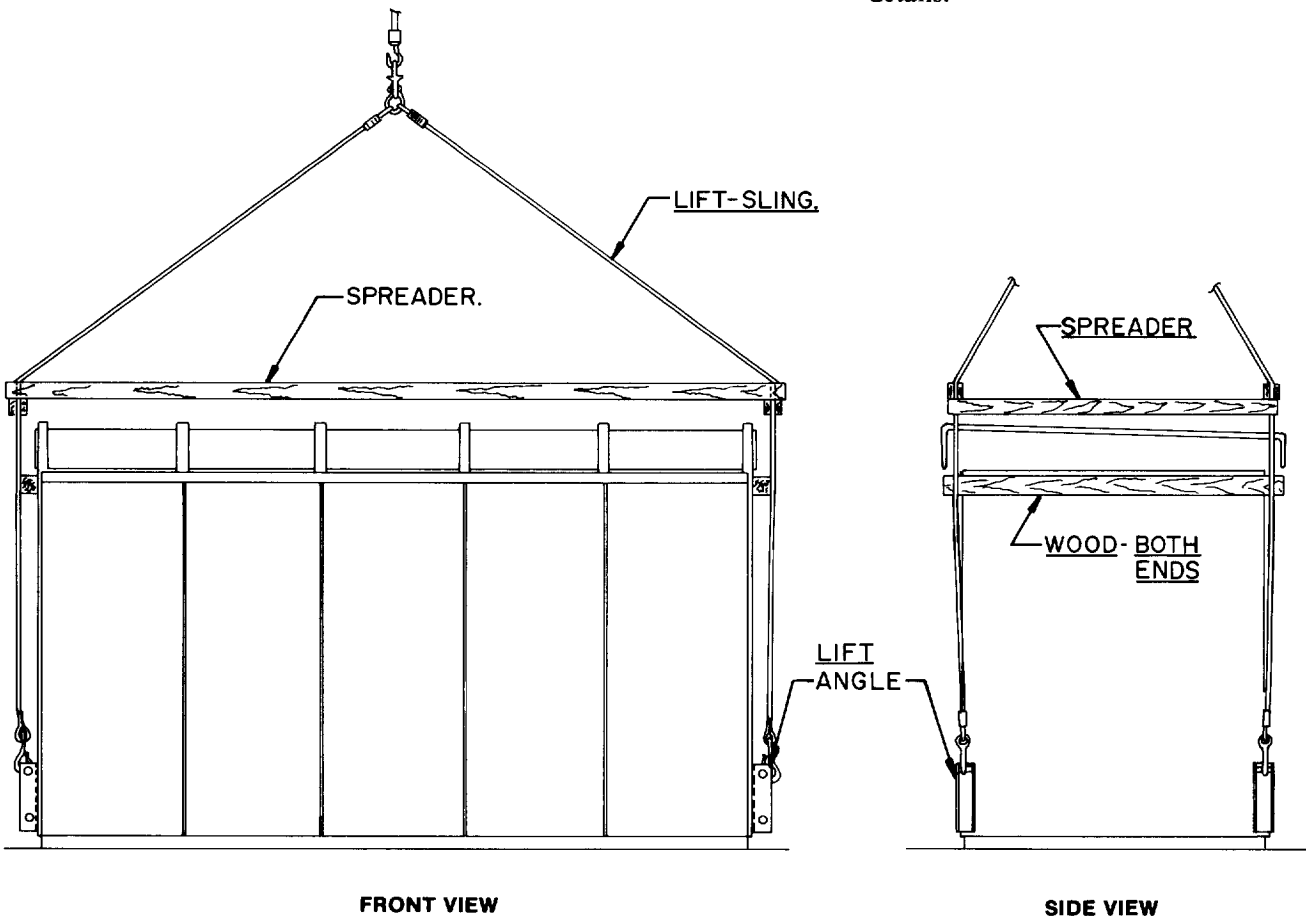 LIFT-SLING.
SPREADER.
SPREADER
WOOD- BOTH
ENDS
LIFT
ANGLE
FRONT VIEW
SIDE VIEW